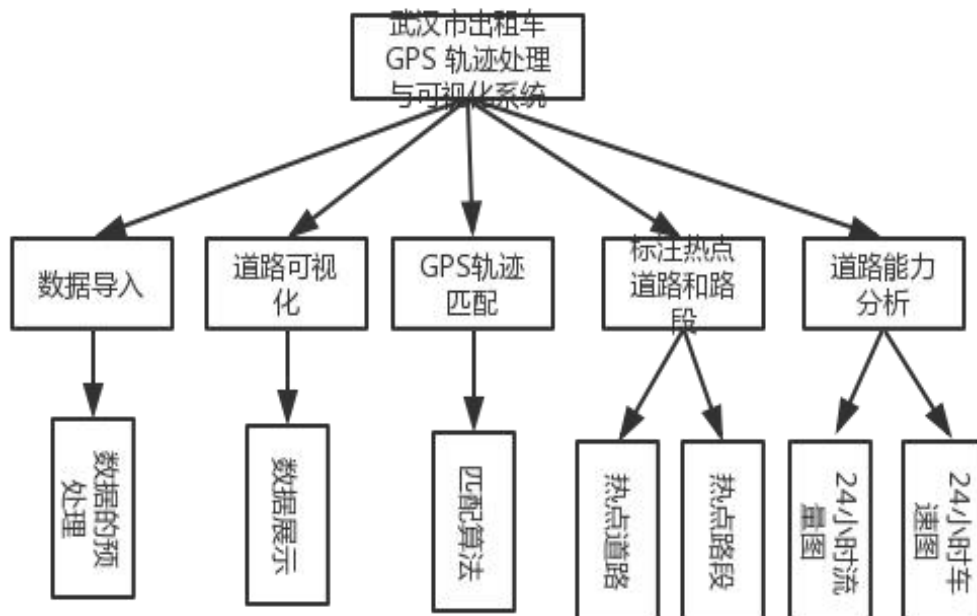 武汉市出租车
GPS 轨迹处理
与可视化系统
数据导入
道路可视
化
GPS轨迹
匹配
标注热点
道路和路
段
道路能力
分析
数据的预
处理
数据展示
匹配算法
热点道路
热点路段
24小时流
量图
24小时车
速图